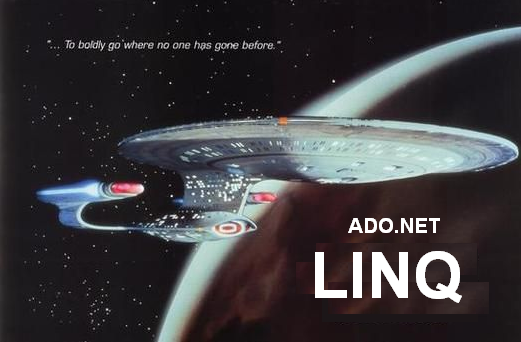 "... To boldly go where no one has gone before."
ADO.NET
LINQ